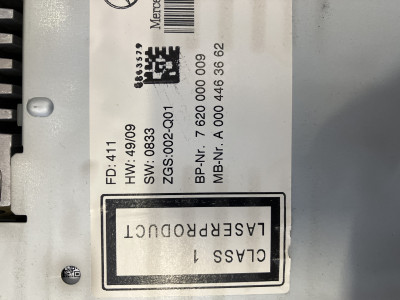 Merce
FD: 411
HW: 49/09
SW: 0833
ZGS:002-Q01
BP-Nr. 7 620 000 009
MB-Nr. A 000 446 36 62
CLASS 1
LASERPRODUCT